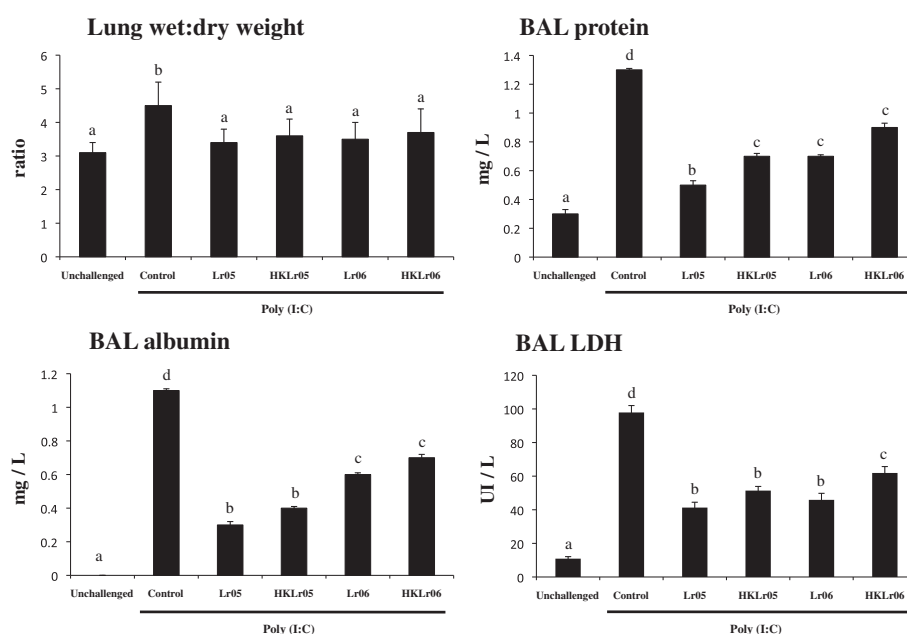 Lung wet:dry weight
6
5
4
3
2
1
0
ratio
a
b
a
a
a
a
Unchallenged Control Lr05 HKLr05 Lr06 HKLr06
Poly (I:C)
BAL protein
1.4
1.2
1
0.8
0.6
0.4
0.2
0
mg / L
a
d
b
c
c
c
Unchallenged Control Lr05 HKLr05 Lr06 HKLr06
Poly (I:C)
BAL albumin
1.2
1
0.8
0.6
0.4
0.2
0
mg / L
a
d
b
b
c
c
Unchallenged Control Lr05 HKLr05 Lr06 HKLr06
Poly (I:C)
BAL LDH
120
100
80
60
40
20
0
UI / L
a
d
b
b
b
c
Unchallenged Control Lr05 HKLr05 Lr06 HKLr06
Poly (I:C)